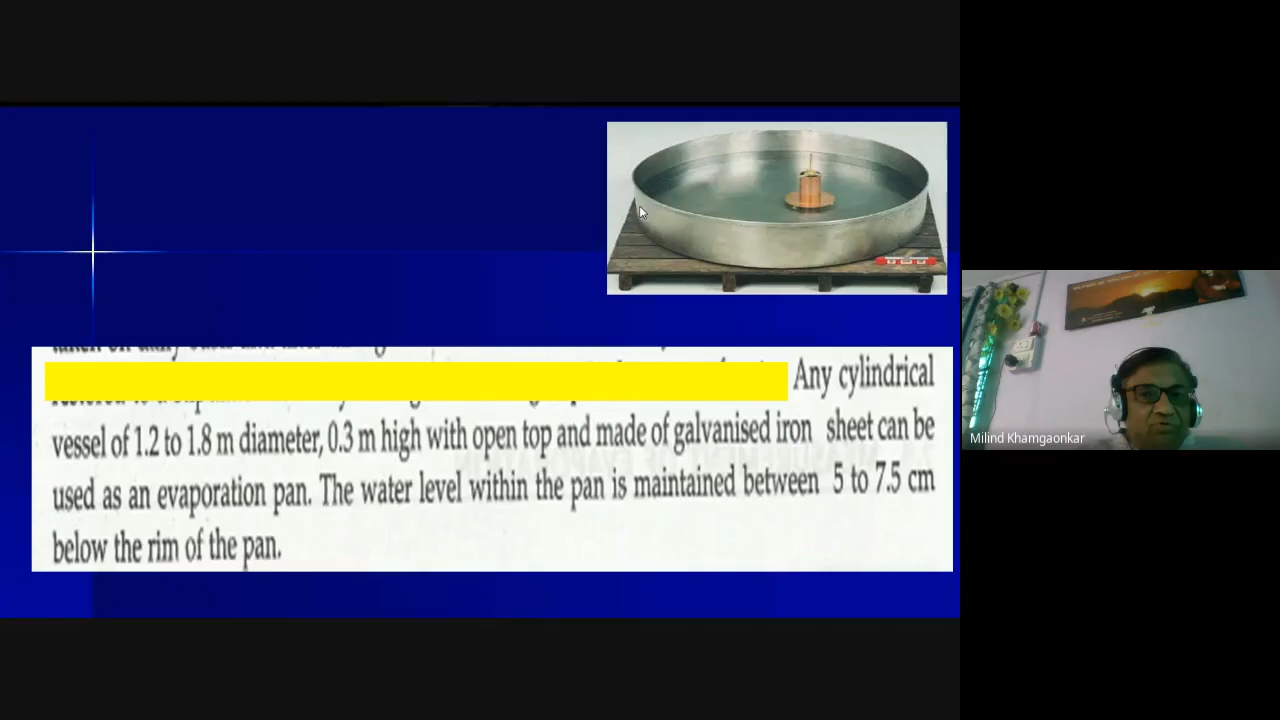 Any cylindrical
vessel of 1.2 to 1.8 m diameter, 0.3 m high with open top and made of galvanised iron sheet can be
used as an evaporation pan. The water level within the pan is maintained between 5 to 7.5 cm
below the rim of the pan.
Milind Khamgaonkar